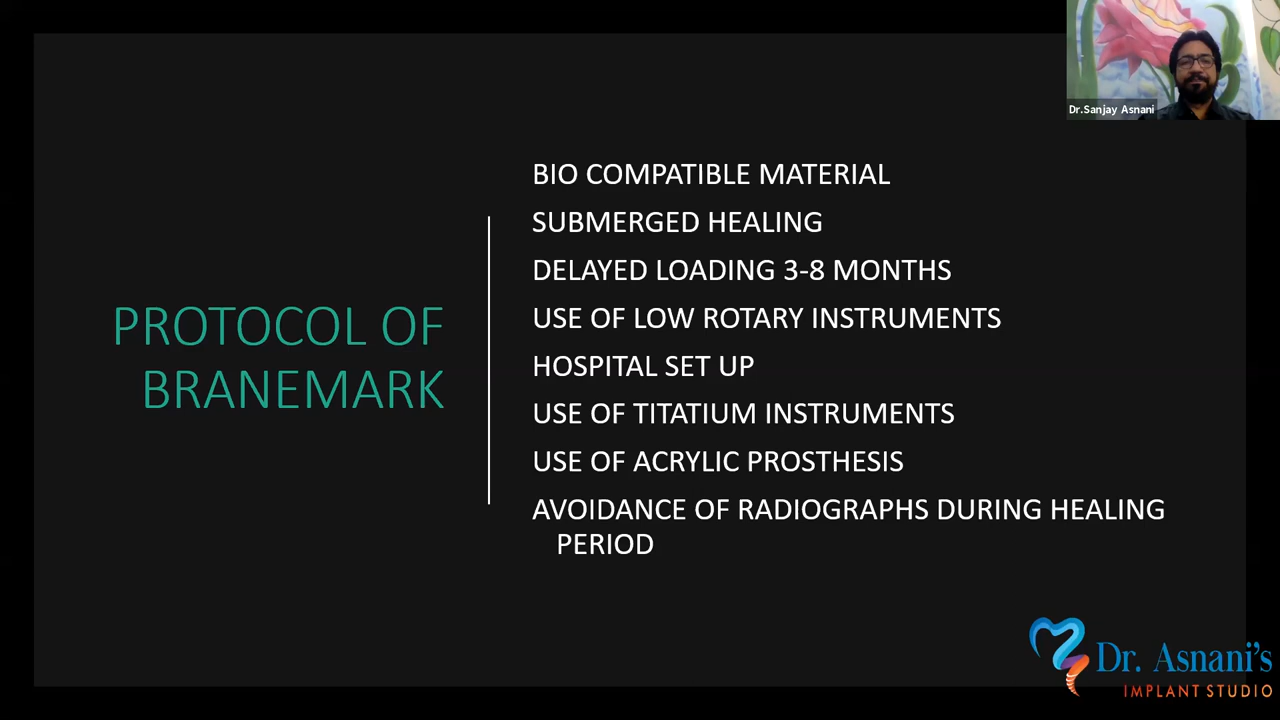 Dr.Sanjay Asnani
PROTOCOL OF
BRANEMARK
BIO COMPATIBLE MATERIAL
SUBMERGED HEALING
DELAYED LOADING 3-8 MONTHS
USE OF LOW ROTARY INSTRUMENTS
HOSPITAL SET UP
USE OF TITATIUM INSTRUMENTS
USE OF ACRYLIC PROSTHESIS
AVOIDANCE OF RADIOGRAPHS DURING HEALING
PERIOD
Dr. Asnani's
IMPLANT STUDIO